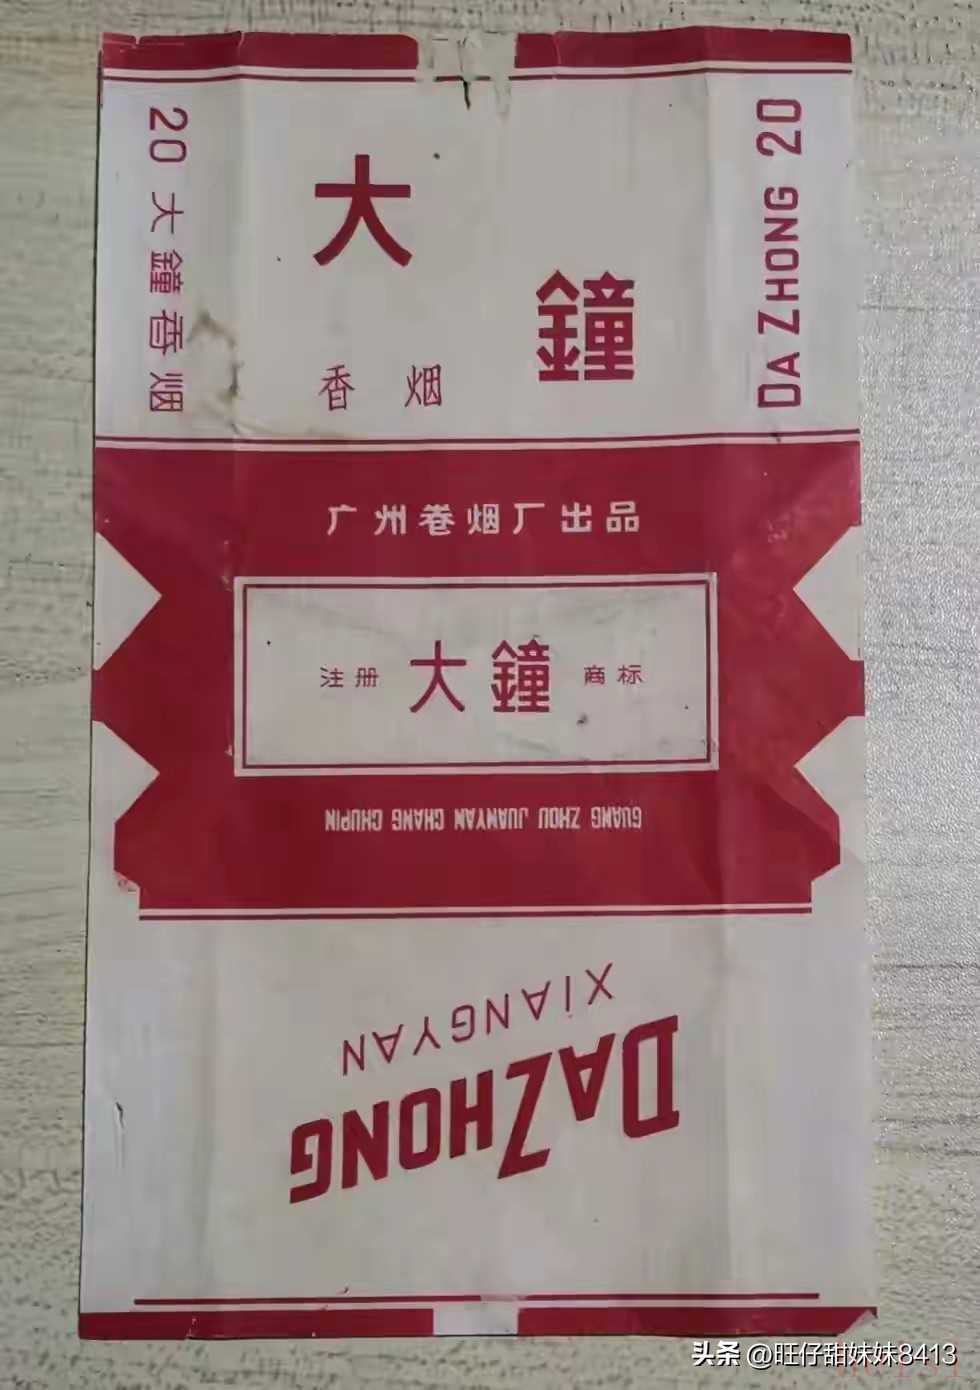 20 大鐘香烟
大鐘
香烟
DA ZHONG 20
广州卷烟厂出品
注册 大鐘 商标
GUANG ZHOU JUANYAN CHANG CHUPIN
XIANGYAN
DAZHONG
头条 @旺仔甜妹妹8413